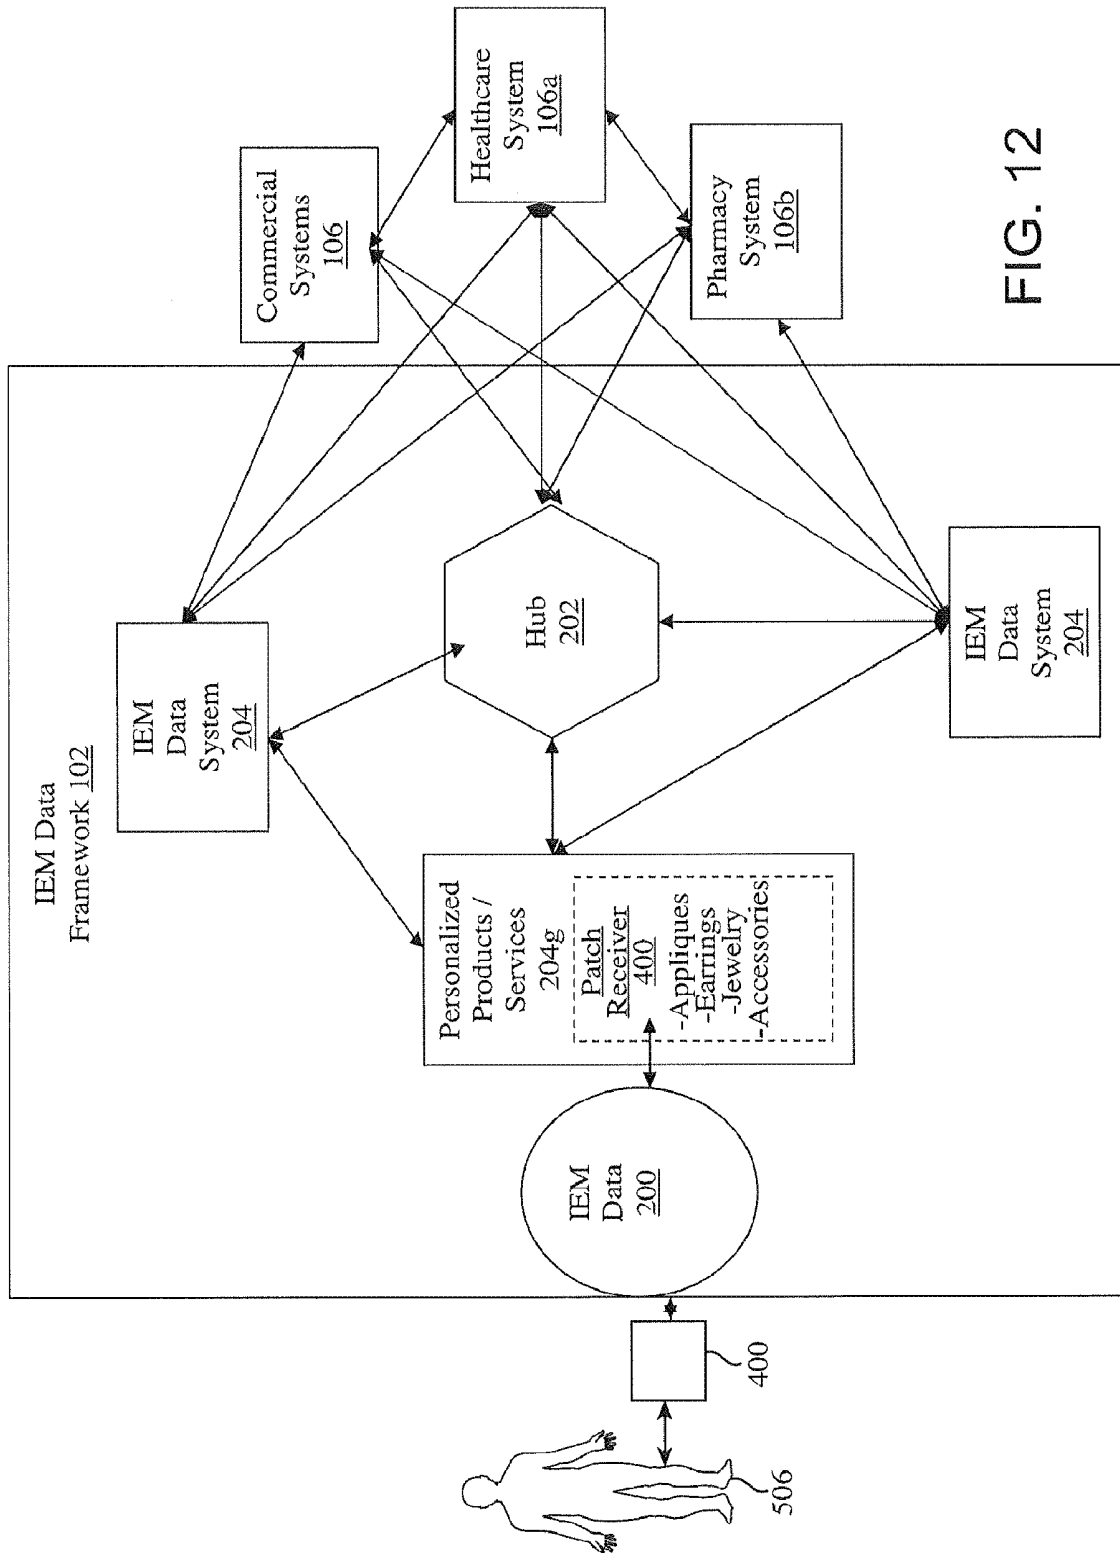 IEM Data
Framework 102
IEM
Data
System
204
Commercial
Systems
106
Healthcare
System
106a
Pharmacy
System
106b
Hub
202
Personalized
Products /
Services
204g
Patch
Receiver
400
-Appliques
-Earrings
-Jewelry
-Accessories
IEM
Data
200
IEM
Data
System
204
400
506
FIG. 12